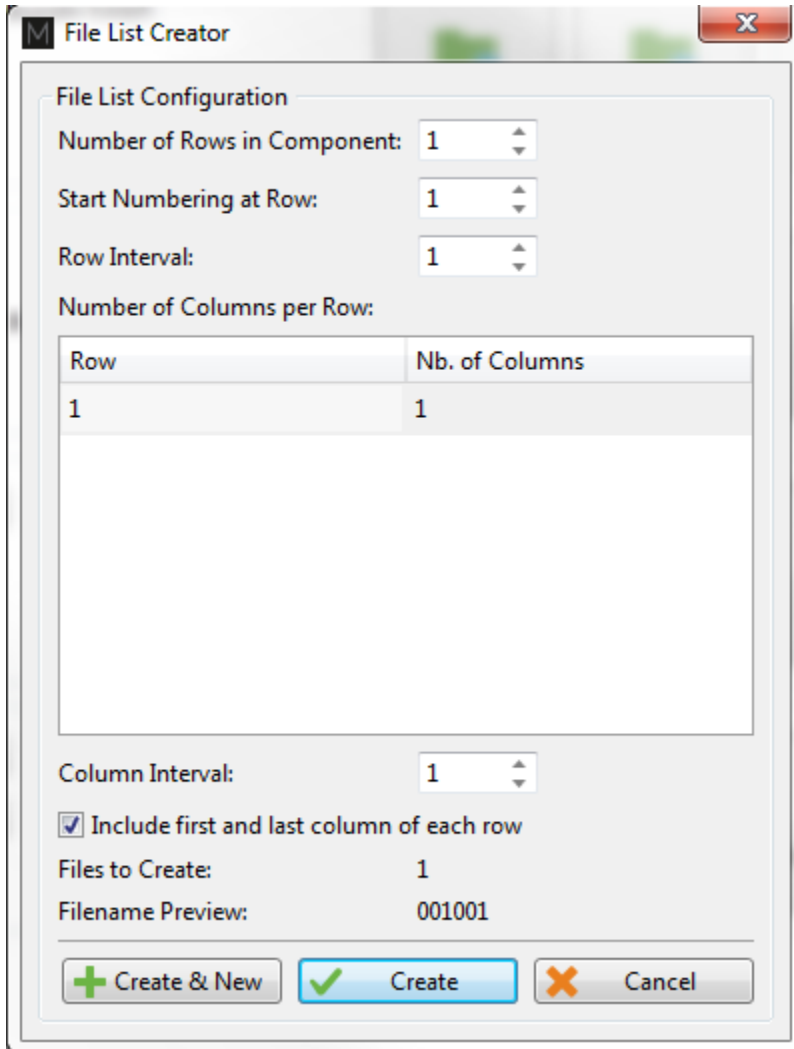 M File List Creator
File List Configuration
Number of Rows in Component: 1
Start Numbering at Row: 1
Row Interval: 1
Number of Columns per Row:
Row Nb. of Columns
1 1
Column Interval: 1
Include first and last column of each row
Files to Create: 1
Filename Preview: 001001
Create & New Create Cancel